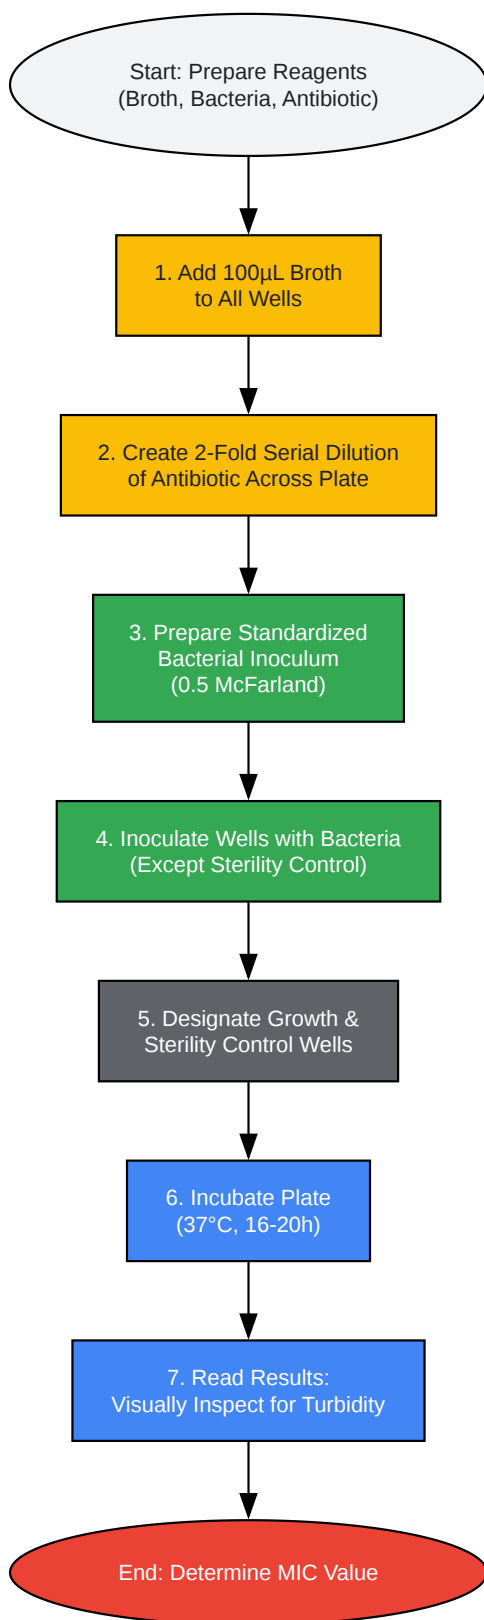 Start: Prepare Reagents
(Broth, Bacteria, Antibiotic)
1. Add 100µL Broth
to All Wells
2. Create 2-Fold Serial Dilution
of Antibiotic Across Plate
3. Prepare Standardized
Bacterial Inoculum
(0.5 McFarland)
4. Inoculate Wells with Bacteria
(Except Sterility Control)
5. Designate Growth &
Sterility Control Wells
6. Incubate Plate
(37°C, 16-20h)
7. Read Results:
Visually Inspect for Turbidity
End: Determine MIC Value